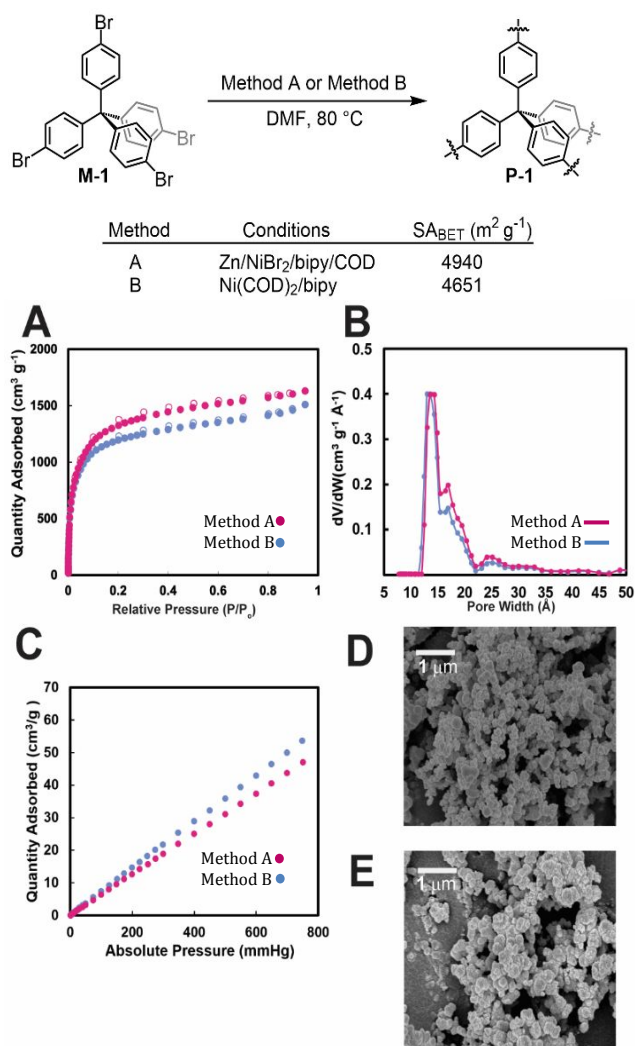 Br
Br
Br
Br
M-1
Method A or Method B
DMF, 80 °C
P-1
Method Conditions SA_BET (m² g⁻¹)
A Zn/NiBr₂/bipy/COD 4940
B Ni(COD)₂/bipy 4651
A
Quantity Adsorbed (cm³ g⁻¹)
2000
1500
1000
500
0
0 0.2 0.4 0.6 0.8 1
Relative Pressure (P/P₀)
Method A
Method B
B
dV/dW(cm³ g⁻¹ A⁻¹)
0.5
0.4
0.3
0.2
0.1
5 10 15 20 25 30 35 40 45 50
Pore Width (Å)
Method A
Method B
C
Quantity Adsorbed (cm³/g)
70
60
50
40
30
20
10
0
0 200 400 600 800
Absolute Pressure (mmHg)
Method A
Method B
D
1 μm
E
1 μm